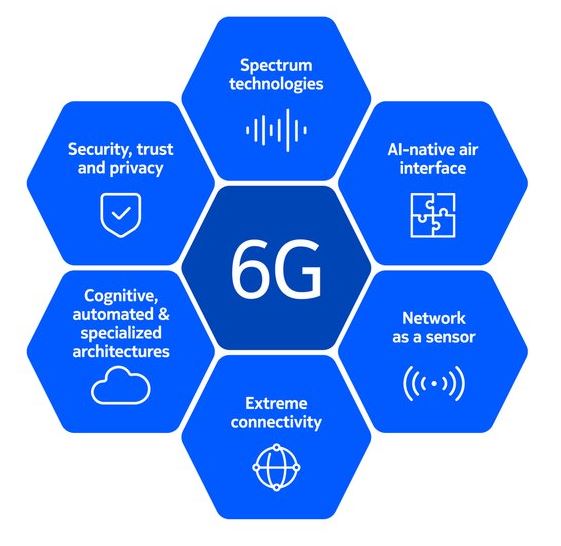 Spectrum
technologies
Security, trust
and privacy
AI-native air
interface
6G
Cognitive,
automated &
specialized
architectures
Network
as a sensor
Extreme
connectivity